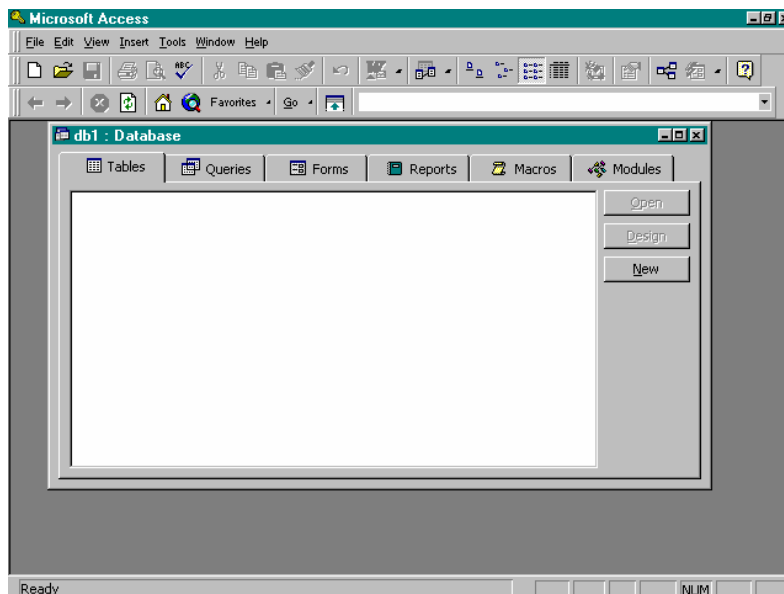 Microsoft Access
File Edit View Insert Tools Window Help
ABC
Favorites Go
db1 : Database
Tables Queries Forms Reports Macros Modules
Open
Design
New
Ready NUM